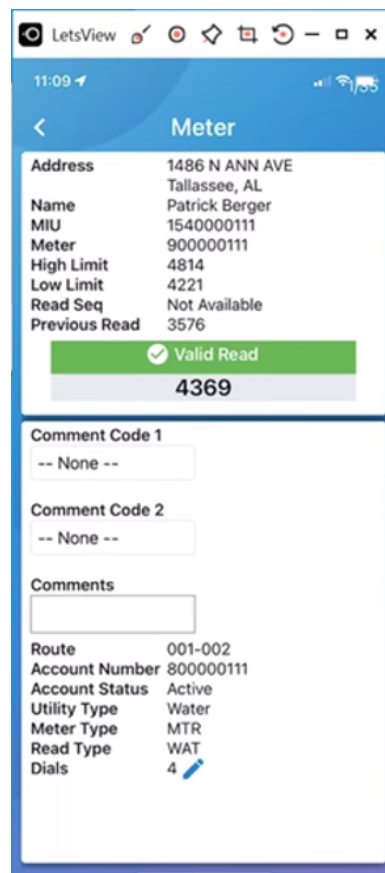 LetsView
11:09
1/35
Meter
Address 1486 N ANN AVE
Tallassee, AL
Name Patrick Berger
MIU 1540000111
Meter 900000111
High Limit 4814
Low Limit 4221
Read Seq Not Available
Previous Read 3576
Valid Read
4369
Comment Code 1
-- None --
Comment Code 2
-- None --
Comments
Route 001-002
Account Number 800000111
Account Status Active
Utility Type Water
Meter Type MTR
Read Type WAT
Dials 4